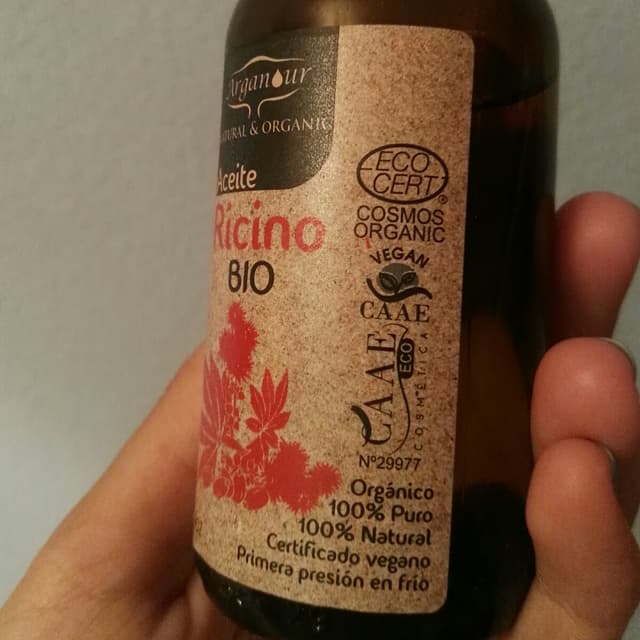 Arganour
NATURAL & ORGANIC
Aceite
Ricino
BIO
ECO
CERT®
COSMOS
ORGANIC
VEGAN
CAAE
CAAE
ECO
COSMÉTICA
Nº29977
Orgánico
100% Puro
100% Natural
Certificado vegano
Primera presión en frío